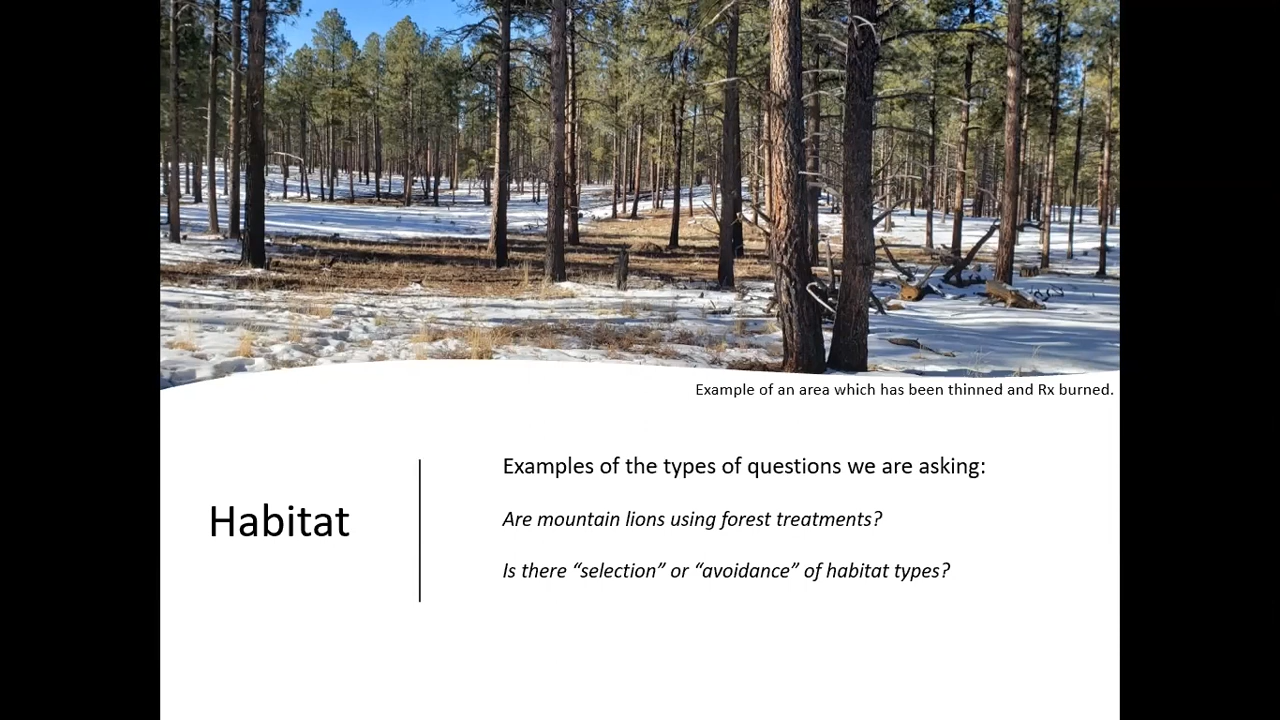 Example of an area which has been thinned and Rx burned.
Habitat
Examples of the types of questions we are asking:
Are mountain lions using forest treatments?
Is there “selection” or “avoidance” of habitat types?